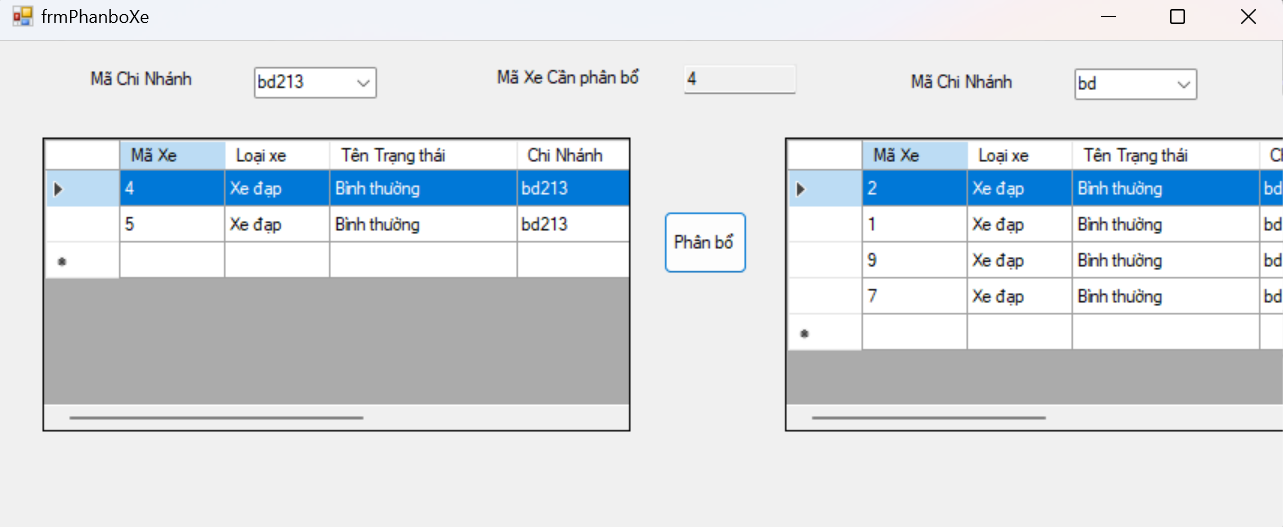 frmPhanboXe
Mã Chi Nhánh bd213 Mã Xe Cần phân bổ 4 Mã Chi Nhánh bd
Mã Xe Loại xe Tên Trạng thái Chi Nhánh
4 Xe đạp Bình thường bd213
5 Xe đạp Bình thường bd213
Phân bổ
Mã Xe Loại xe Tên Trạng thái
2 Xe đạp Bình thường bd
1 Xe đạp Bình thường bd
9 Xe đạp Bình thường bd
7 Xe đạp Bình thường bd